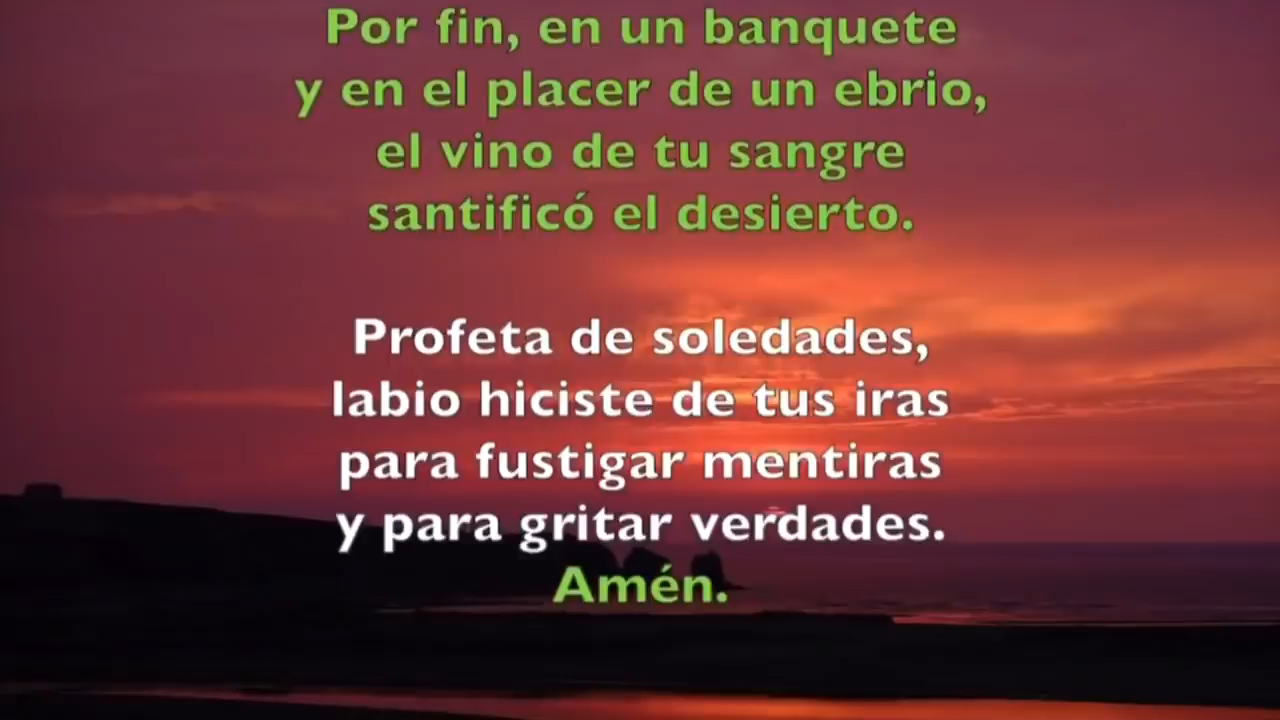 Por fin, en un banquete
y en el placer de un ebrio,
el vino de tu sangre
santificó el desierto.
Profeta de soledades,
labio hiciste de tus iras
para fustigar mentiras
y para gritar verdades.
Amén.